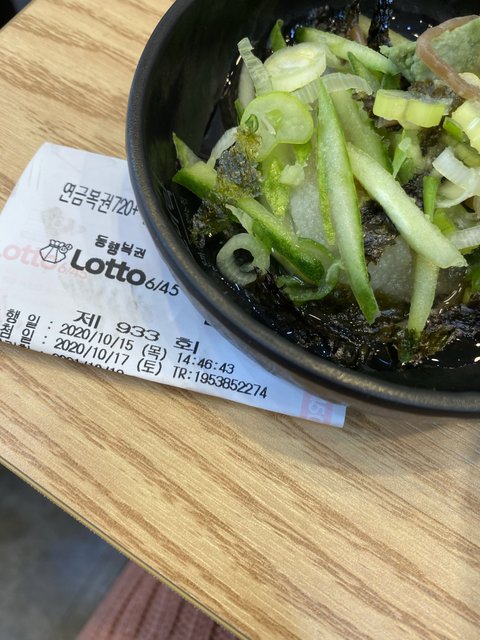 연금복권720+
동행복권
Lotto 6/45
제 933 회
행 일 : 2020/10/15 (목) 14:46:43
첨 일 : 2020/10/17 (토) TR:1953852274